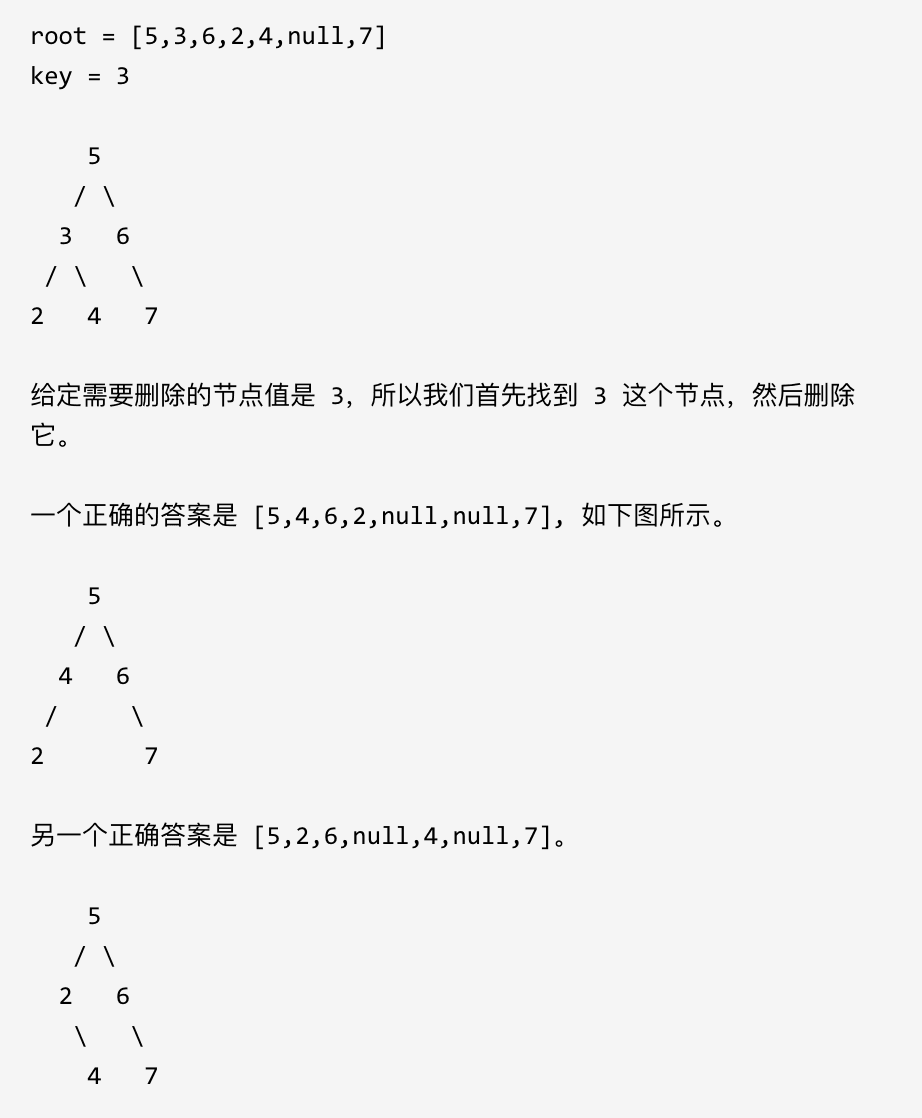 root = [5,3,6,2,4,null,7]
key = 3
    5
   / \
  3   6
 / \   \
2   4   7
给定需要删除的节点值是 3，所以我们首先找到 3 这个节点，然后删除
它。
一个正确的答案是 [5,4,6,2,null,null,7], 如下图所示。
    5
   / \
  4   6
 /     \
2       7
另一个正确答案是 [5,2,6,null,4,null,7]。
    5
   / \
  2   6
   \   \
    4   7